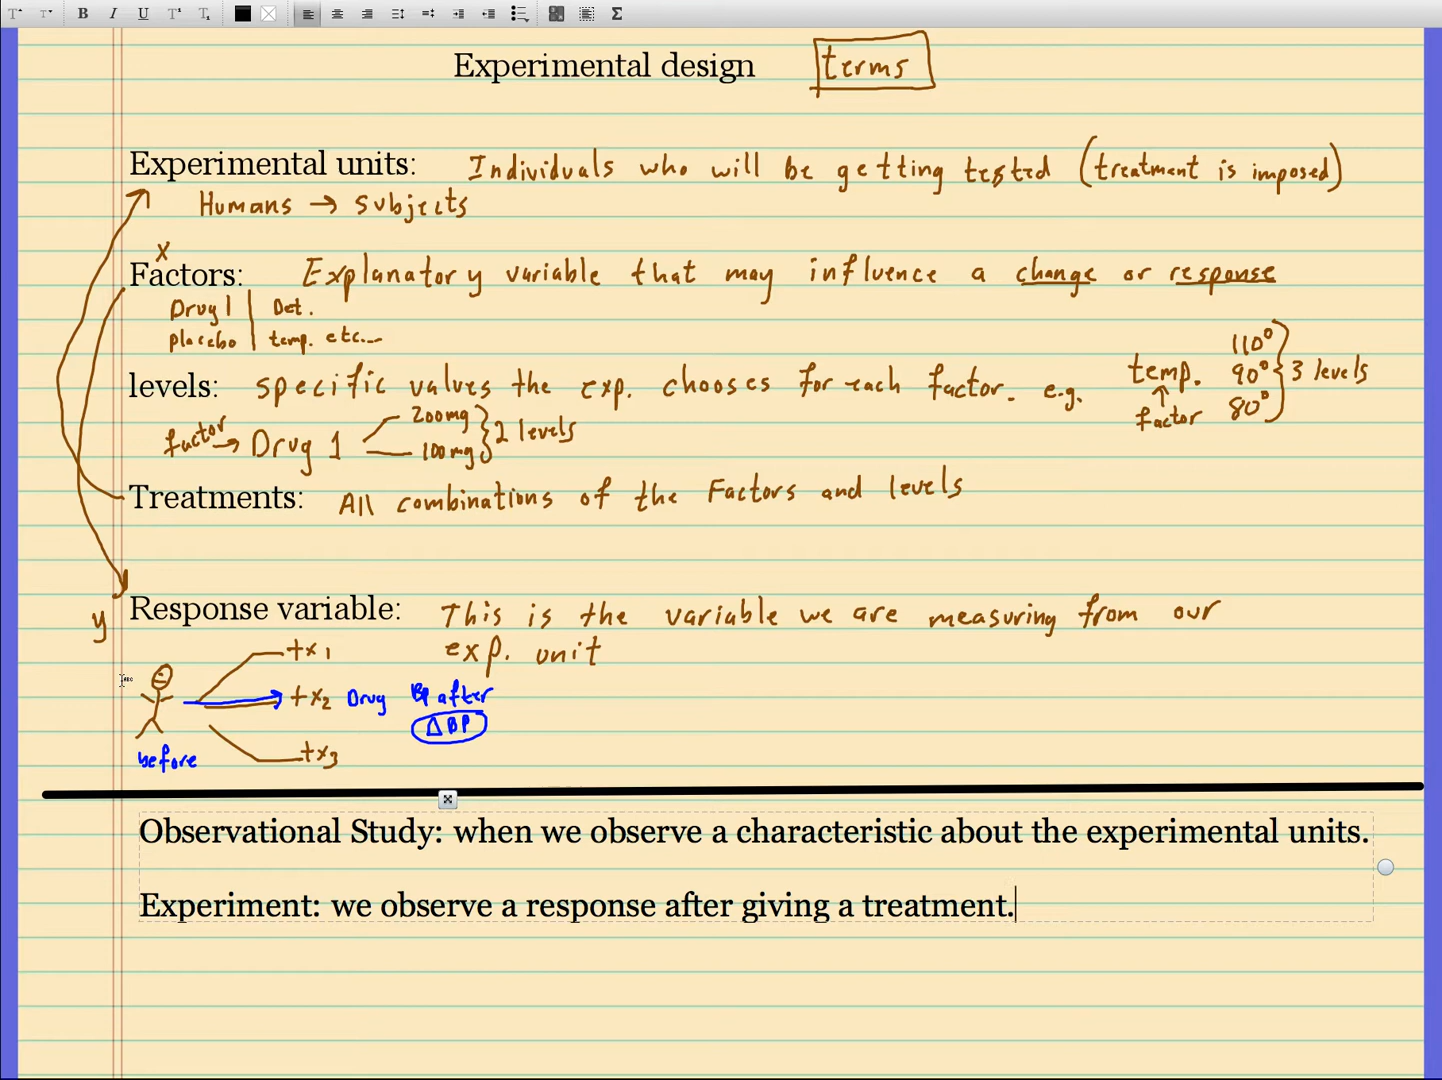 Experimental design terms
Experimental units: Individuals who will be getting tested (treatment is imposed)
Humans → subjects
x
Factors: Explanatory variable that may influence a change or response
Drug 1 | Det.
placebo | temp. etc...
levels: specific values the exp. chooses for each factor. e.g. temp. 110° 90° 80° 3 levels
↑ factor
factor → Drug 1 200mg 100mg 2 levels
Treatments: All combinations of the Factors and levels
y
Response variable: This is the variable we are measuring from our
exp. unit
tx1
tx2 Drug BP after
ΔBP
before
tx3
Observational Study: when we observe a characteristic about the experimental units.
Experiment: we observe a response after giving a treatment.